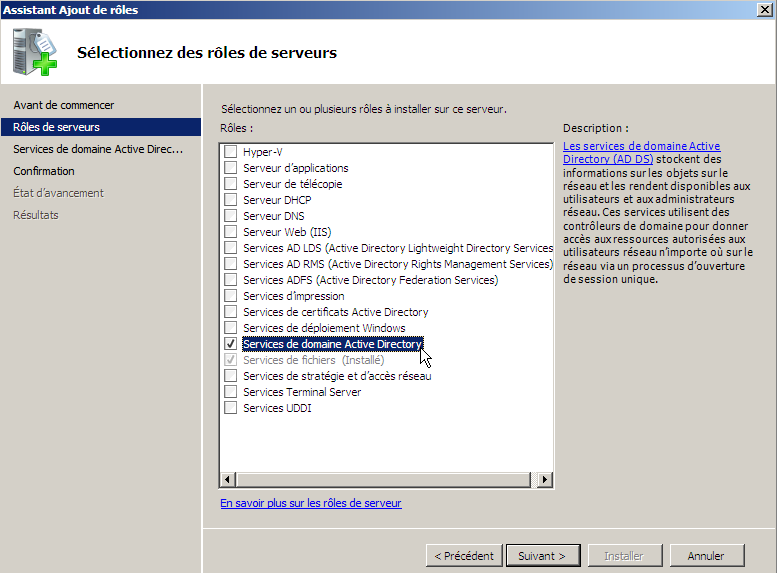 Assistant Ajout de rôles
Sélectionnez des rôles de serveurs
Avant de commencer
Rôles de serveurs
Services de domaine Active Direc...
Confirmation
État d'avancement
Résultats
Sélectionnez un ou plusieurs rôles à installer sur ce serveur.
Rôles :
Hyper-V
Serveur d'applications
Serveur de télécopie
Serveur DHCP
Serveur DNS
Serveur Web (IIS)
Services AD LDS (Active Directory Lightweight Directory Services
Services AD RMS (Active Directory Rights Management Services)
Services ADFS (Active Directory Federation Services)
Services d'impression
Services de certificats Active Directory
Services de déploiement Windows
Services de domaine Active Directory
Services de fichiers (Installé)
Services de stratégie et d'accès réseau
Services Terminal Server
Services UDDI
En savoir plus sur les rôles de serveur
Description :
Les services de domaine Active
Directory (AD DS) stockent des
informations sur les objets sur le
réseau et les rendent disponibles aux
utilisateurs et aux administrateurs
réseau. Ces services utilisent des
contrôleurs de domaine pour donner
accès aux ressources autorisées aux
utilisateurs réseau n'importe où sur le
réseau via un processus d'ouverture
de session unique.
< Précédent
Suivant >
Installer
Annuler